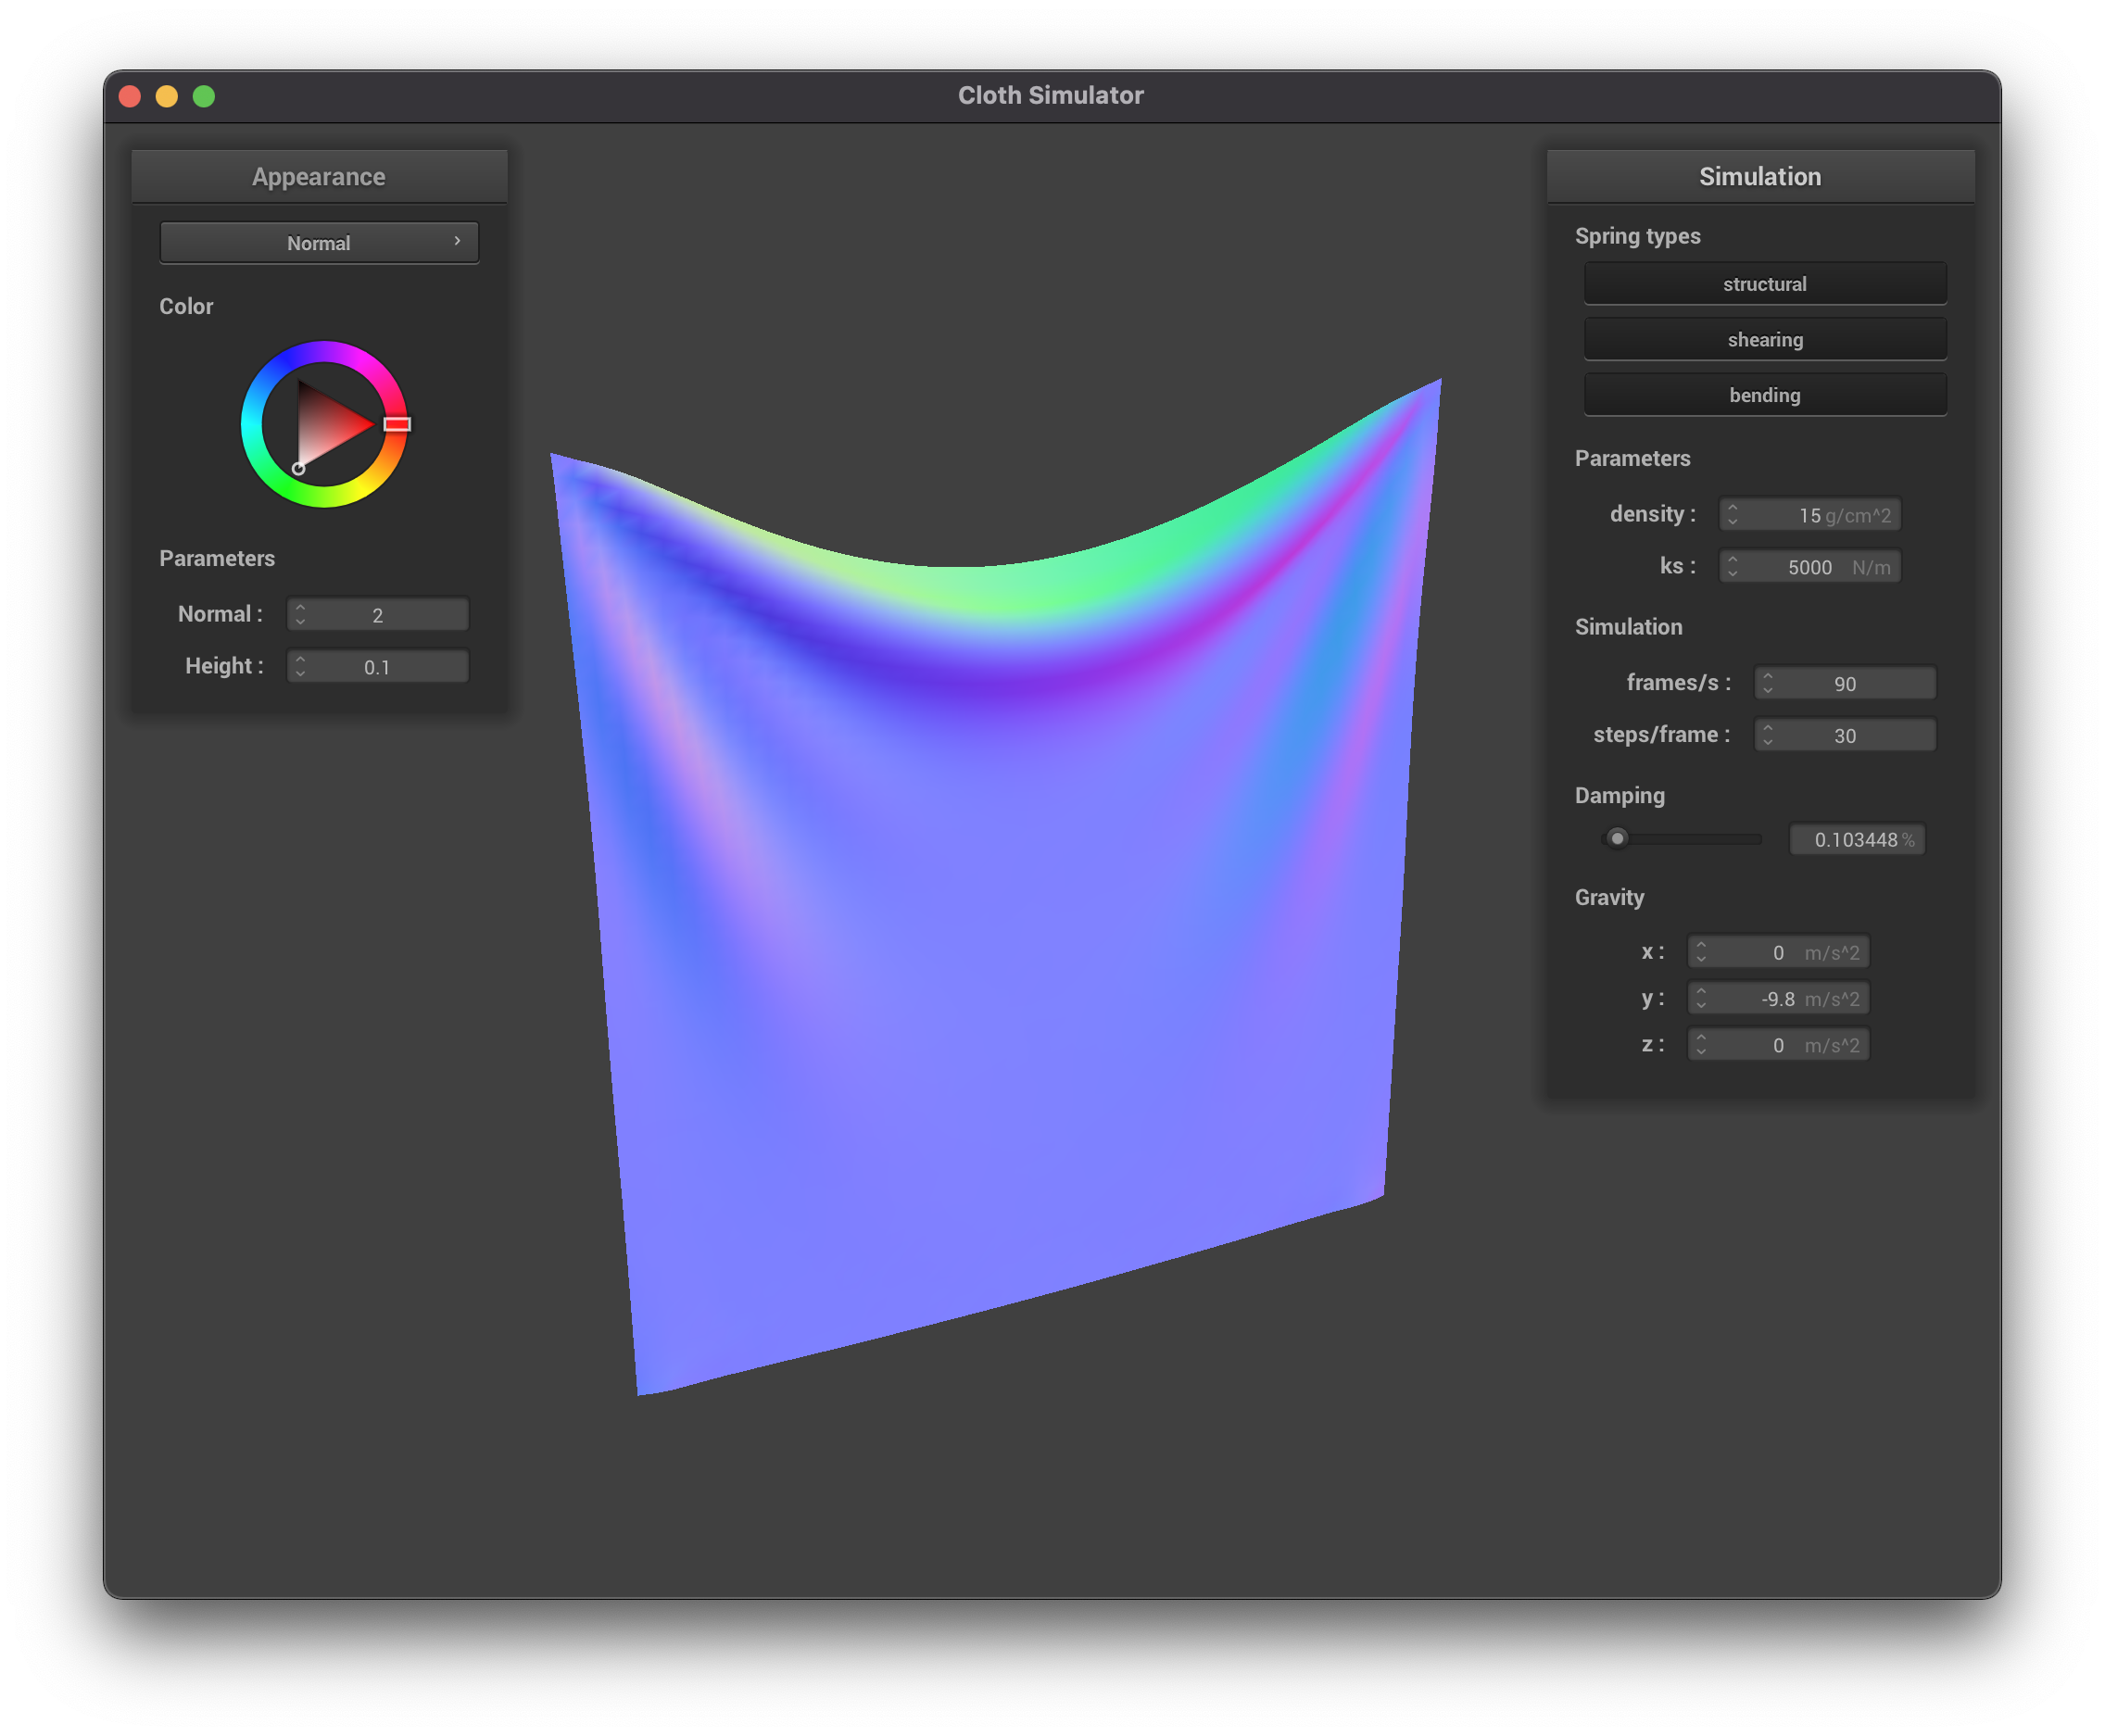 Cloth Simulator
Appearance
Normal
Color
Parameters
Normal : 2
Height : 0.1
Simulation
Spring types
structural
shearing
bending
Parameters
density : 15 g/cm^2
ks : 5000 N/m
Simulation
frames/s : 90
steps/frame : 30
Damping
0.103448 %
Gravity
x : 0 m/s^2
y : -9.8 m/s^2
z : 0 m/s^2